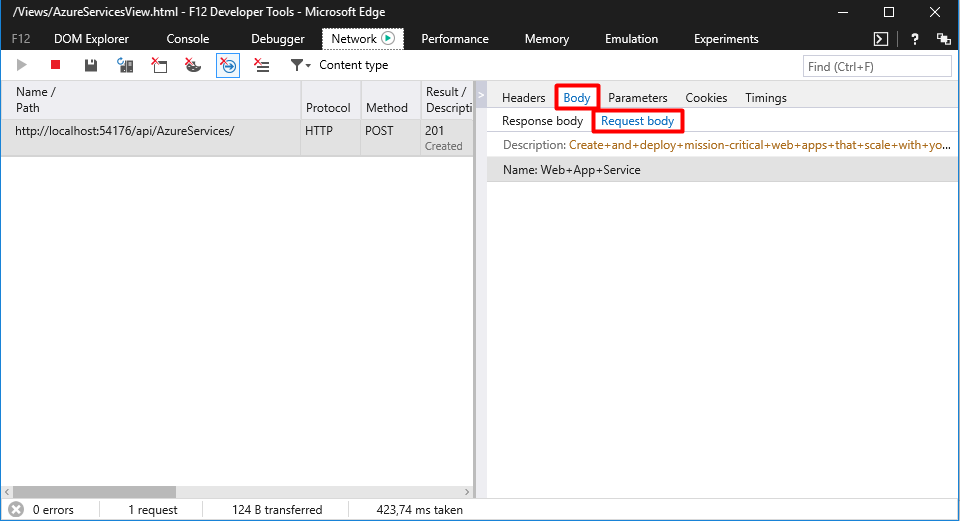 /Views/AzureServicesView.html - F12 Developer Tools - Microsoft Edge
F12 DOM Explorer Console Debugger Network Performance Memory Emulation Experiments
Content type
Find (Ctrl+F)
Name /
Path
Protocol
Method
Result /
Descripti
http://localhost:54176/api/AzureServices/
HTTP
POST
201
Created
Headers Body Parameters Cookies Timings
Response body Request body
Description: Create+and+deploy+mission-critical+web+apps+that+scale+with+yo...
Name: Web+App+Service
0 errors 1 request 124 B transferred 423,74 ms taken